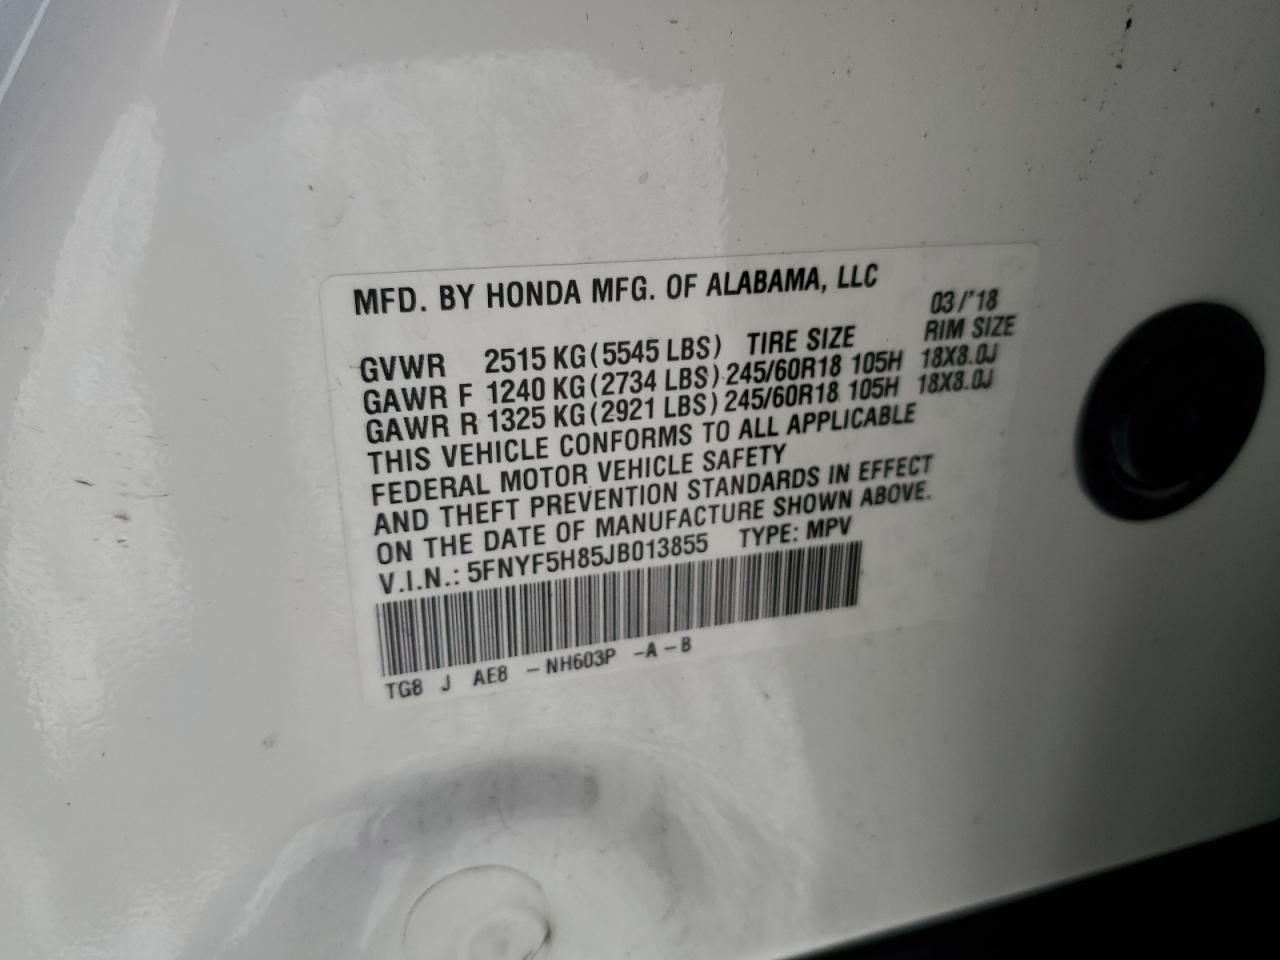 MFD. BY HONDA MFG. OF ALABAMA, LLC
03/'18
GVWR 2515 KG(5545 LBS) TIRE SIZE RIM SIZE
GAWR F 1240 KG(2734 LBS) 245/60R18 105H 18X8.0J
GAWR R 1325 KG(2921 LBS) 245/60R18 105H 18X8.0J
THIS VEHICLE CONFORMS TO ALL APPLICABLE
FEDERAL MOTOR VEHICLE SAFETY
AND THEFT PREVENTION STANDARDS IN EFFECT
ON THE DATE OF MANUFACTURE SHOWN ABOVE.
V.I.N.: 5FNYF5H85JB013855 TYPE: MPV
TG8 J AE8 -NH603P -A-B